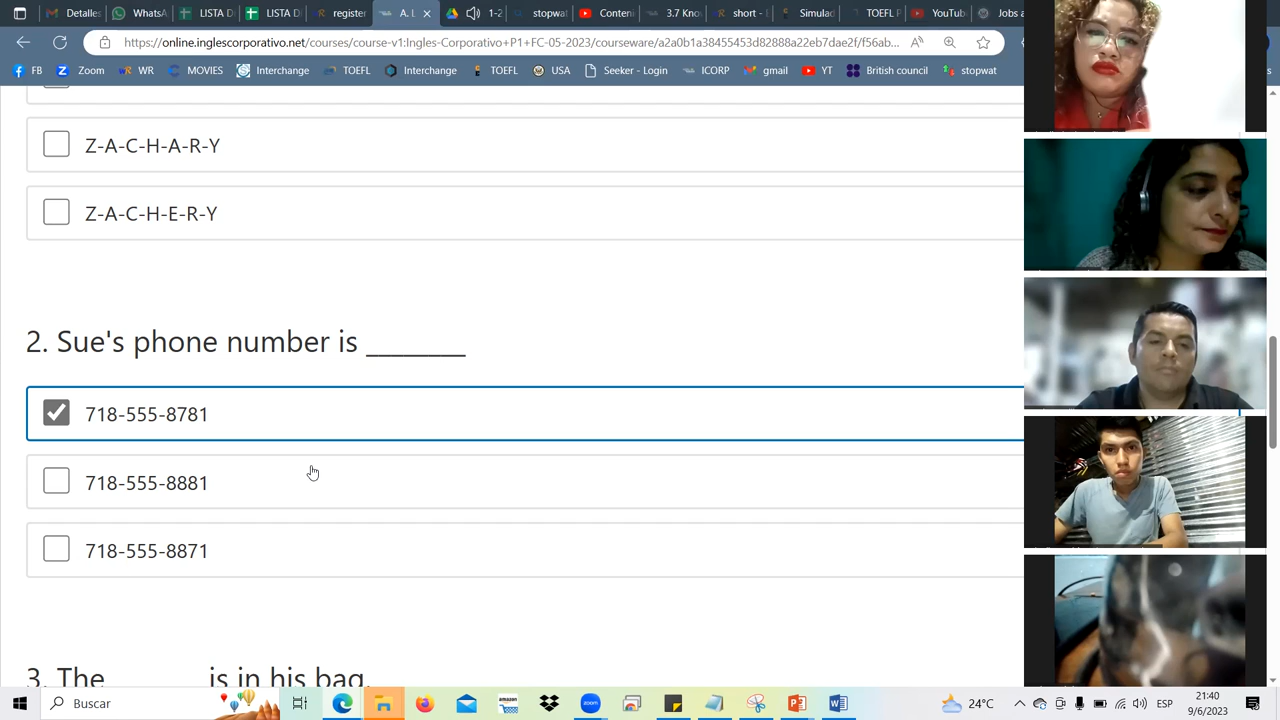 Detalles
WhatsA
LISTA D
LISTA D
register
A. L
1-2
stopwat
Conten
3.7 Kno
short - E
Simulad
TOEFL P
YouTub
Jobs a
https://online.inglescorporativo.net/courses/course-v1:Ingles-Corporativo+P1+FC-05-2023/courseware/a2a0b1a38455453d82888a22eb7dae2f/f56ab...
FB
Zoom
WR
MOVIES
Interchange
TOEFL
Interchange
TOEFL
USA
Seeker - Login
ICORP
gmail
YT
British council
stopwat
s
Z-A-C-H-A-R-Y
Z-A-C-H-E-R-Y
2. Sue's phone number is ________
718-555-8781
718-555-8881
718-555-8871
3. The ________ is in his bag.
Buscar
24°C
ESP
21:40
9/6/2023